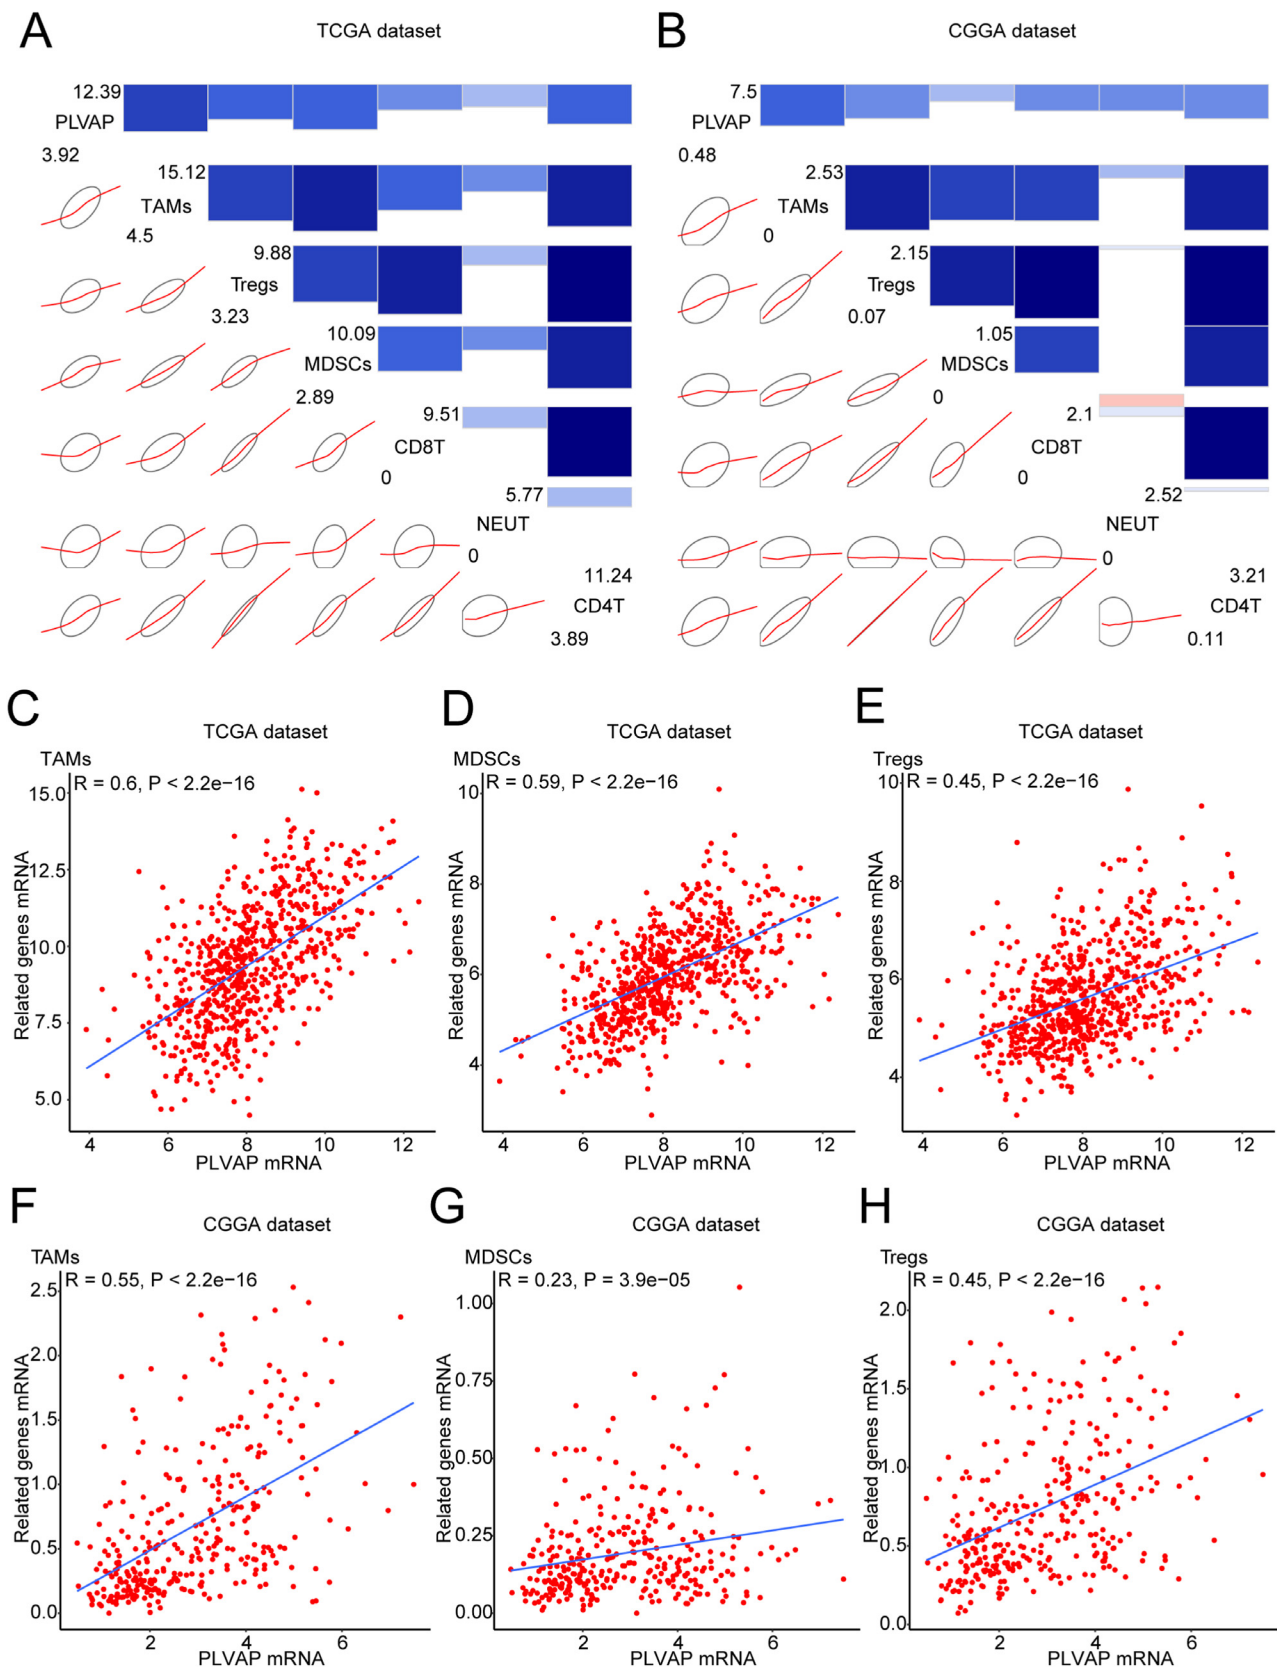 A
TCGA dataset
12.39
PLVAP
3.92
15.12
TAMs
4.5
9.88
Tregs
3.23
10.09
MDSCs
2.89
9.51
CD8T
0
5.77
NEUT
0
11.24
CD4T
3.89
B
CGGA dataset
7.5
PLVAP
0.48
2.53
TAMs
0
2.15
Tregs
0.07
1.05
MDSCs
0
2.1
CD8T
0
2.52
NEUT
0
3.21
CD4T
0.11
C
TCGA dataset
TAMs
R = 0.6, P < 2.2e−16
15.0
12.5
10.0
7.5
5.0
Related genes mRNA
4 6 8 10 12
PLVAP mRNA
D
TCGA dataset
MDSCs
R = 0.59, P < 2.2e−16
10
8
6
4
Related genes mRNA
4 6 8 10 12
PLVAP mRNA
E
TCGA dataset
Tregs
R = 0.45, P < 2.2e−16
10
8
6
4
Related genes mRNA
4 6 8 10 12
PLVAP mRNA
F
CGGA dataset
TAMs
R = 0.55, P < 2.2e−16
2.5
2.0
1.5
1.0
0.5
0.0
Related genes mRNA
2 4 6
PLVAP mRNA
G
CGGA dataset
MDSCs
R = 0.23, P = 3.9e−05
1.00
0.75
0.50
0.25
0.00
Related genes mRNA
2 4 6
PLVAP mRNA
H
CGGA dataset
Tregs
R = 0.45, P < 2.2e−16
2.0
1.5
1.0
0.5
0.0
Related genes mRNA
2 4 6
PLVAP mRNA